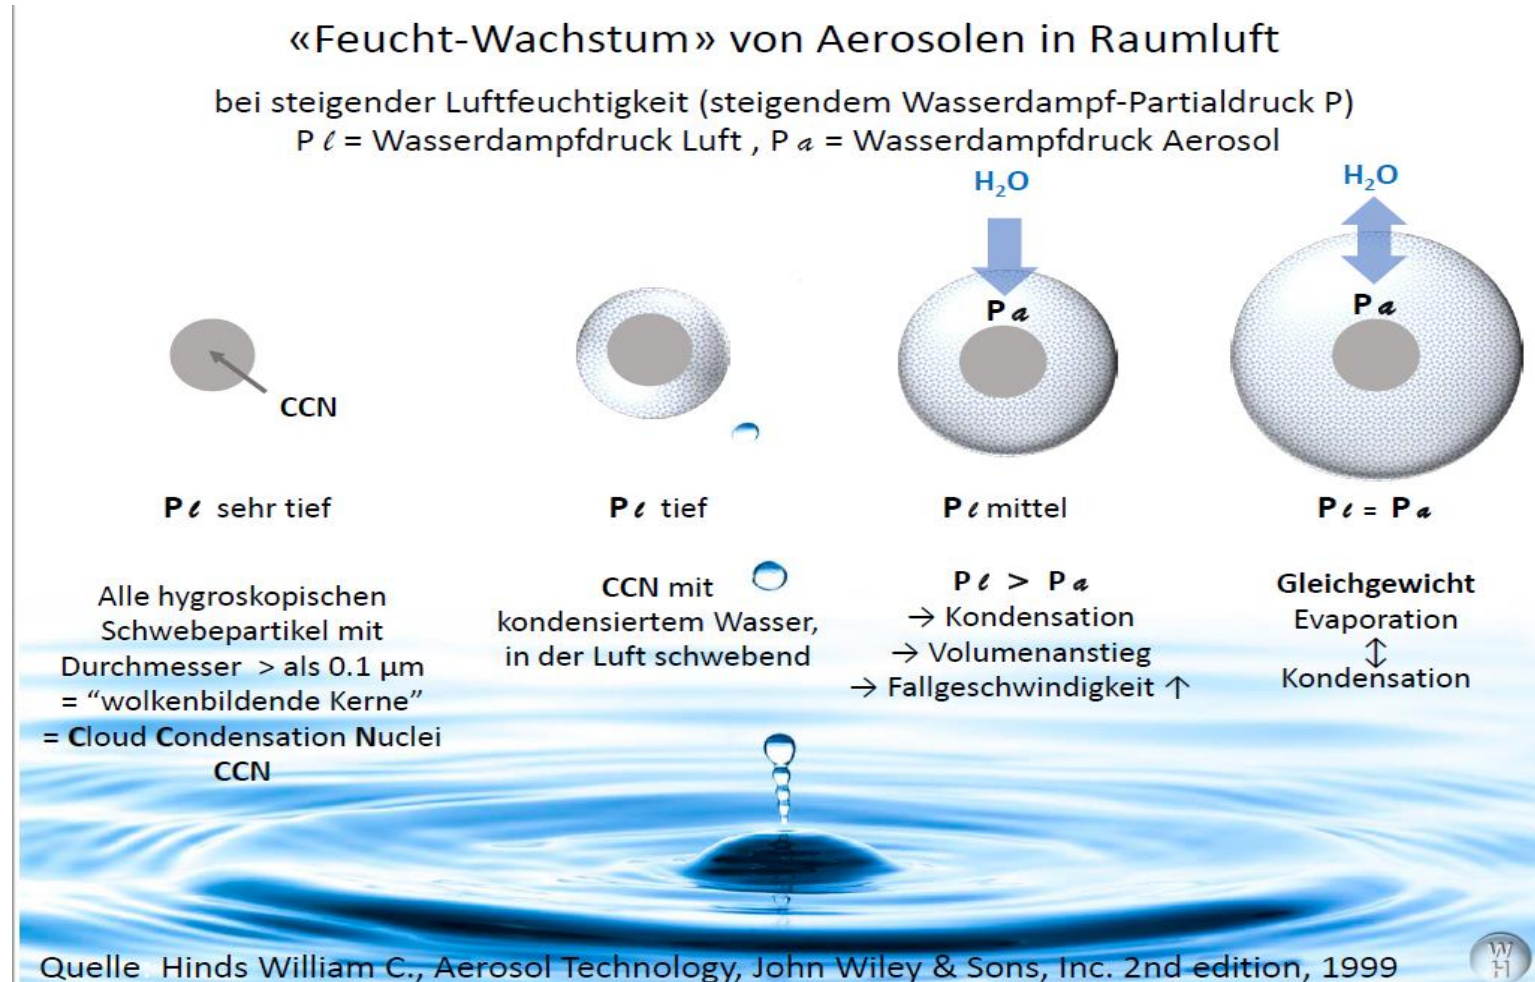 «Feucht-Wachstum» von Aerosolen in Raumluft
bei steigender Luftfeuchtigkeit (steigendem Wasserdampf-Partialdruck P)
P ℓ = Wasserdampfdruck Luft , P a = Wasserdampfdruck Aerosol
H₂O
H₂O
P a
P a
CCN
P ℓ sehr tief
P ℓ tief
P ℓ mittel
P ℓ = P a
Alle hygroskopischen
Schwebepartikel mit
Durchmesser > als 0.1 µm
= “wolkenbildende Kerne”
= Cloud Condensation Nuclei
CCN
CCN mit
kondensiertem Wasser,
in der Luft schwebend
P ℓ > P a
→ Kondensation
→ Volumenanstieg
→ Fallgeschwindigkeit ↑
Gleichgewicht
Evaporation
↕
Kondensation
Quelle Hinds William C., Aerosol Technology, John Wiley & Sons, Inc. 2nd edition, 1999
W
H